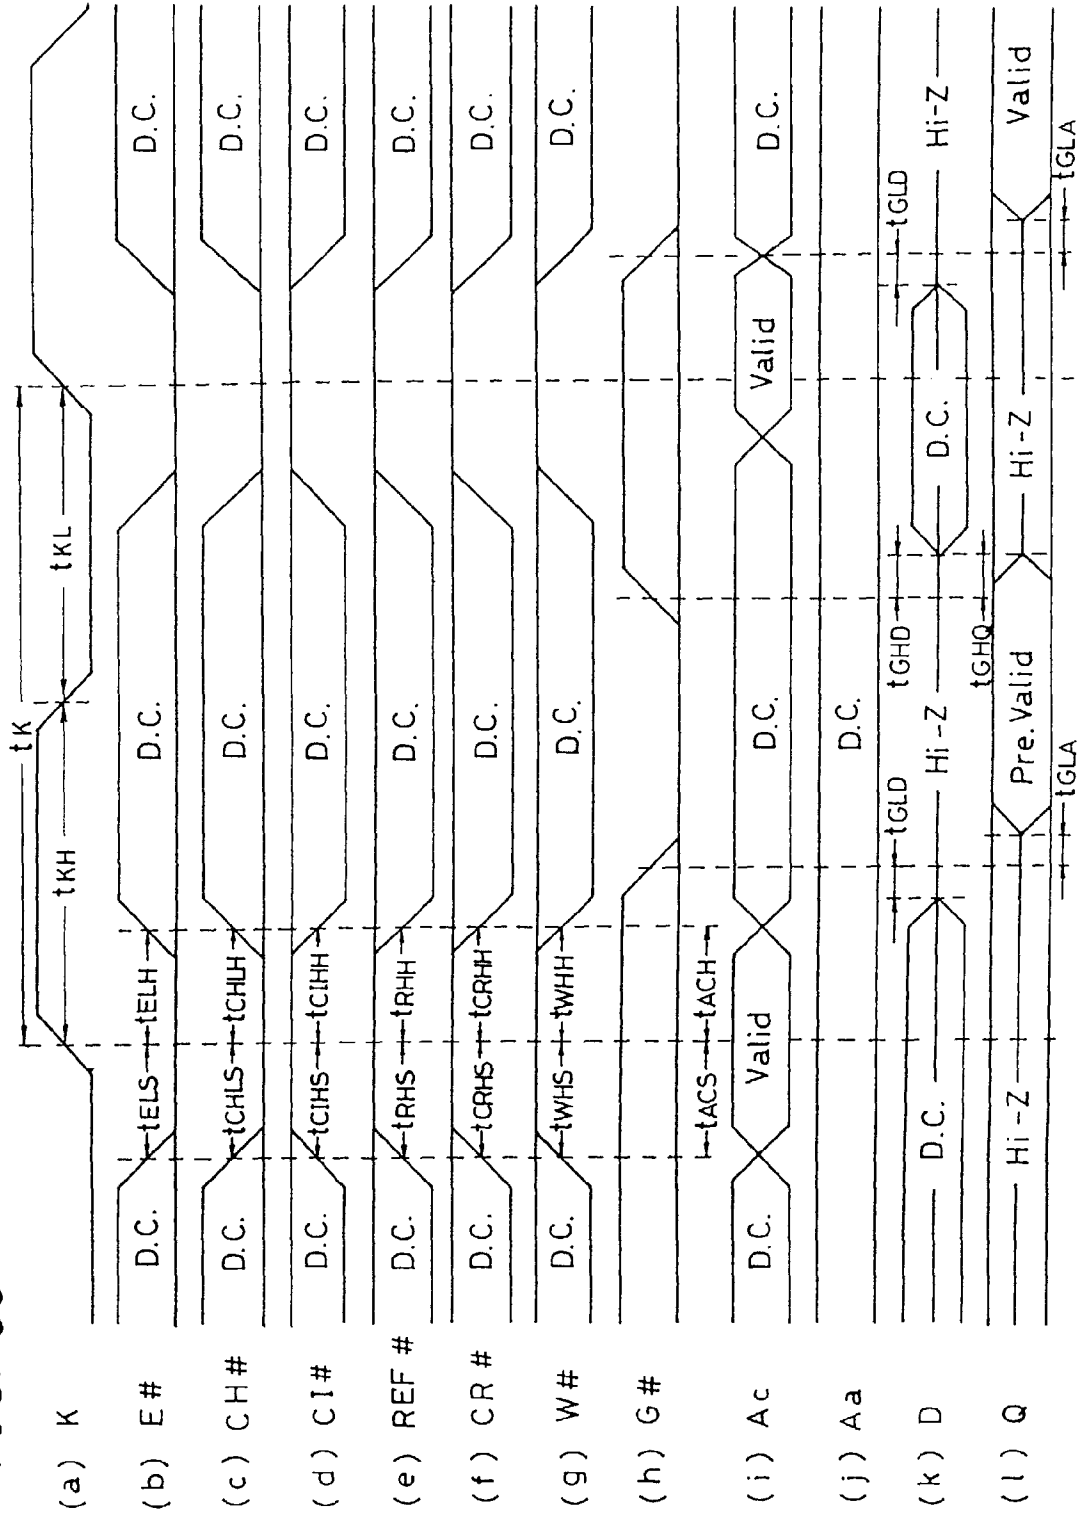 (a) K
tK
tKH
tKL
(b) E#
D.C.
tELS
tELH
D.C.
D.C.
(c) CH#
D.C.
tCHLS
tCHLH
D.C.
D.C.
(d) CI#
D.C.
tCIHS
tCIHH
D.C.
D.C.
(e) REF#
D.C.
tRHS
tRHH
D.C.
D.C.
(f) CR#
D.C.
tCRHS
tCRHH
D.C.
D.C.
(g) W#
D.C.
tWHS
tWHH
D.C.
D.C.
(h) G#
tACS
tACH
(i) Ac
D.C.
Valid
D.C.
Valid
D.C.
(j) Aa
D.C.
tGLD
tGHD
tGLD
(k) D
D.C.
Hi-Z
D.C.
Hi-Z
tGHQ
(l) Q
Hi-Z
Pre. Valid
Hi-Z
Valid
tGLA
tGLA